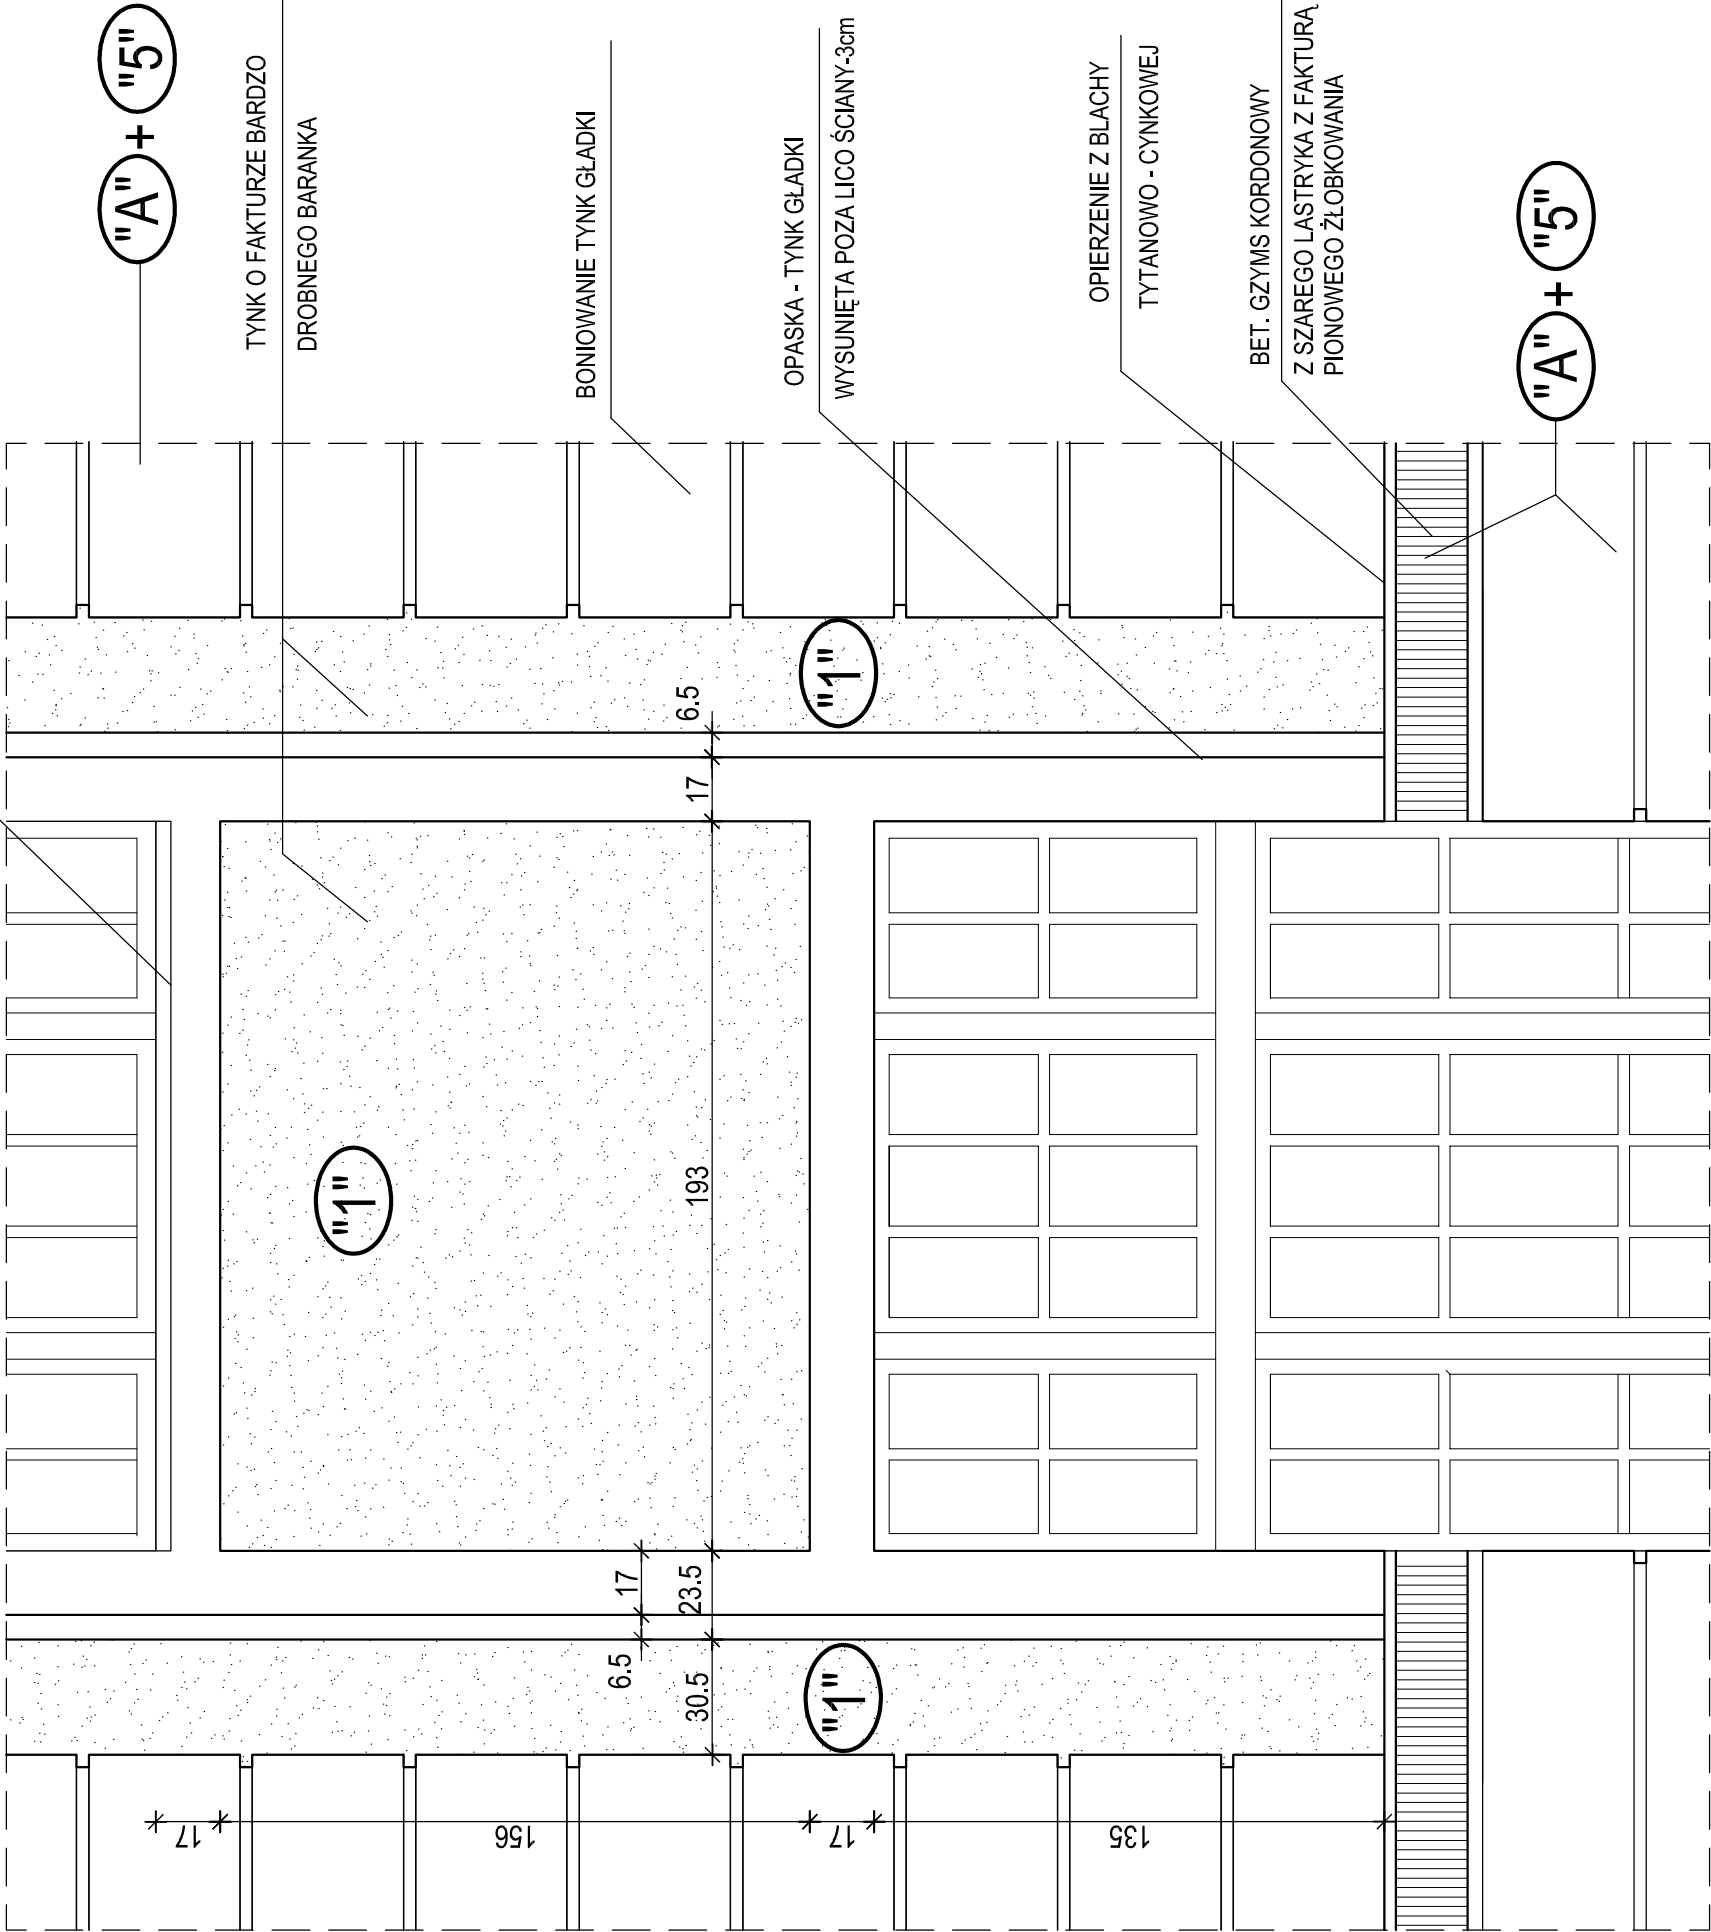 "A" + "5"
TYNK O FAKTURZE BARDZO
DROBNEGO BARANKA
BONIOWANIE TYNK GŁADKI
OPASKA - TYNK GŁADKI
WYSUNIĘTA POZA LICO ŚCIANY-3cm
OPIERZENIE Z BLACHY
TYTANOWO - CYNKOWEJ
BET. GZYMS KORDONOWY
Z SZAREGO LASTRYKA Z FAKTURĄ
PIONOWEGO ŻŁOBKOWANIA
"A" + "5"
"1"
6.5
17
"1"
193
17
23.5
6.5
30.5
"1"
17
156
17
135